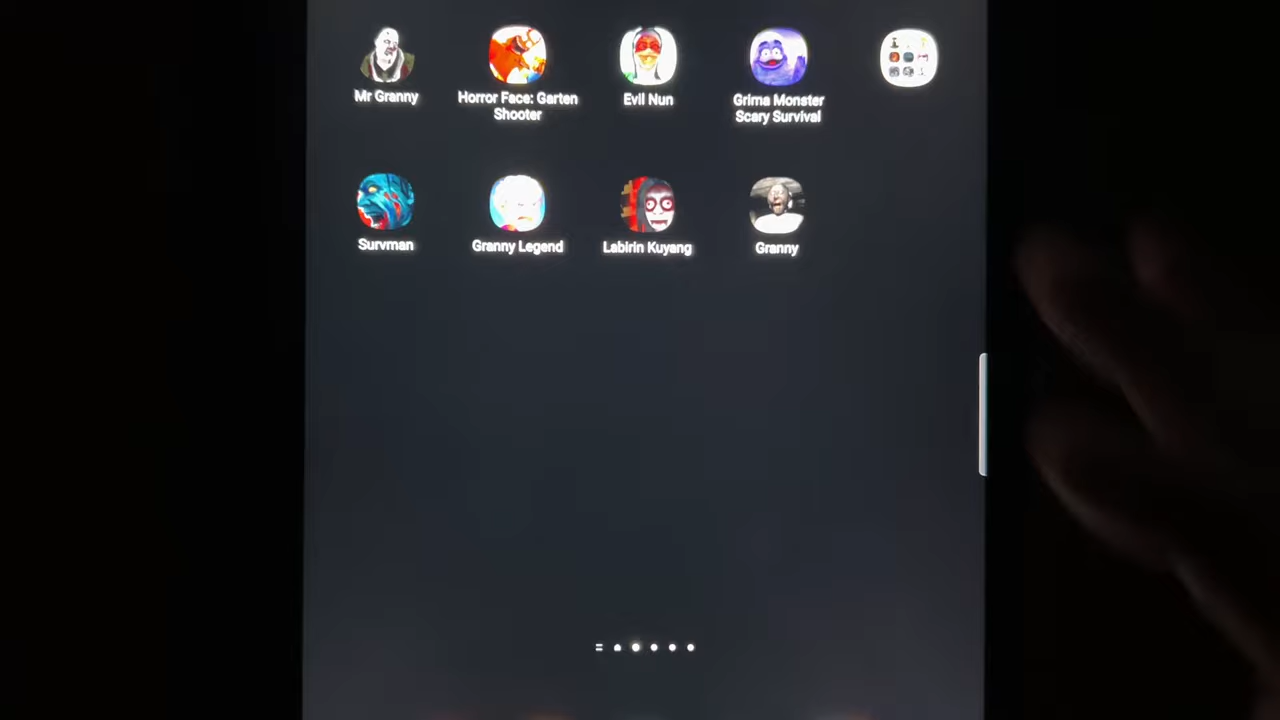 Mr Granny
Horror Face: Garten
Shooter
Evil Nun
Grima Monster
Scary Survival
Survman
Granny Legend
Labirin Kuyang
Granny